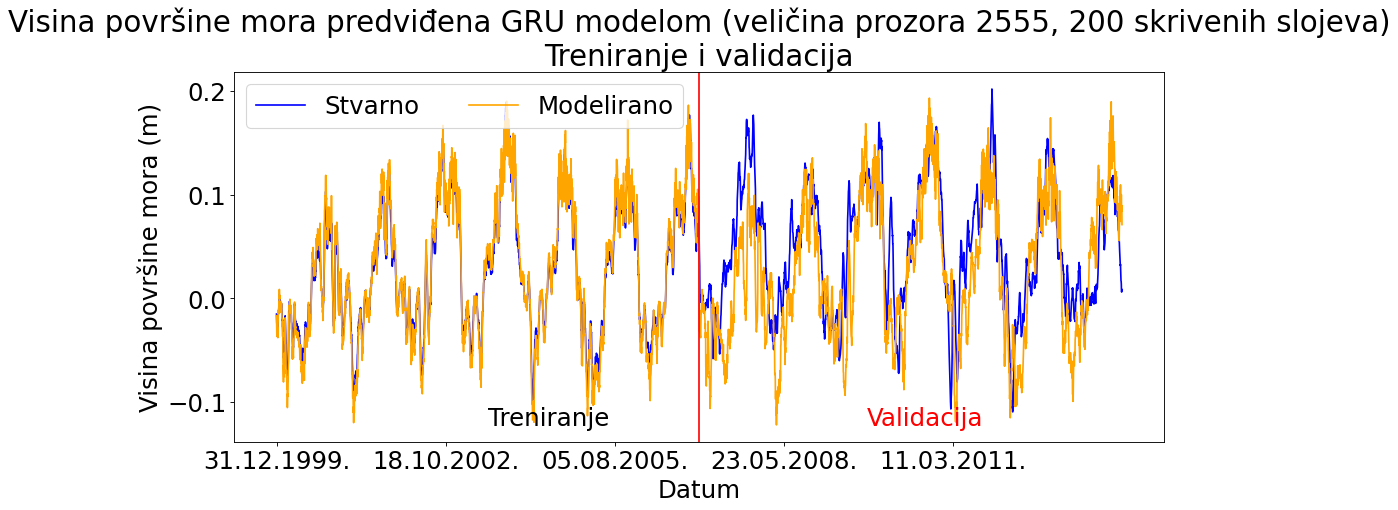 Visina površine mora predviđena GRU modelom (veličina prozora 2555, 200 skrivenih slojeva)
Treniranje i validacija
Stvarno Modelirano
0.2
0.1
0.0
−0.1
Visina površine mora (m)
Treniranje Validacija
31.12.1999. 18.10.2002. 05.08.2005. 23.05.2008. 11.03.2011.
Datum